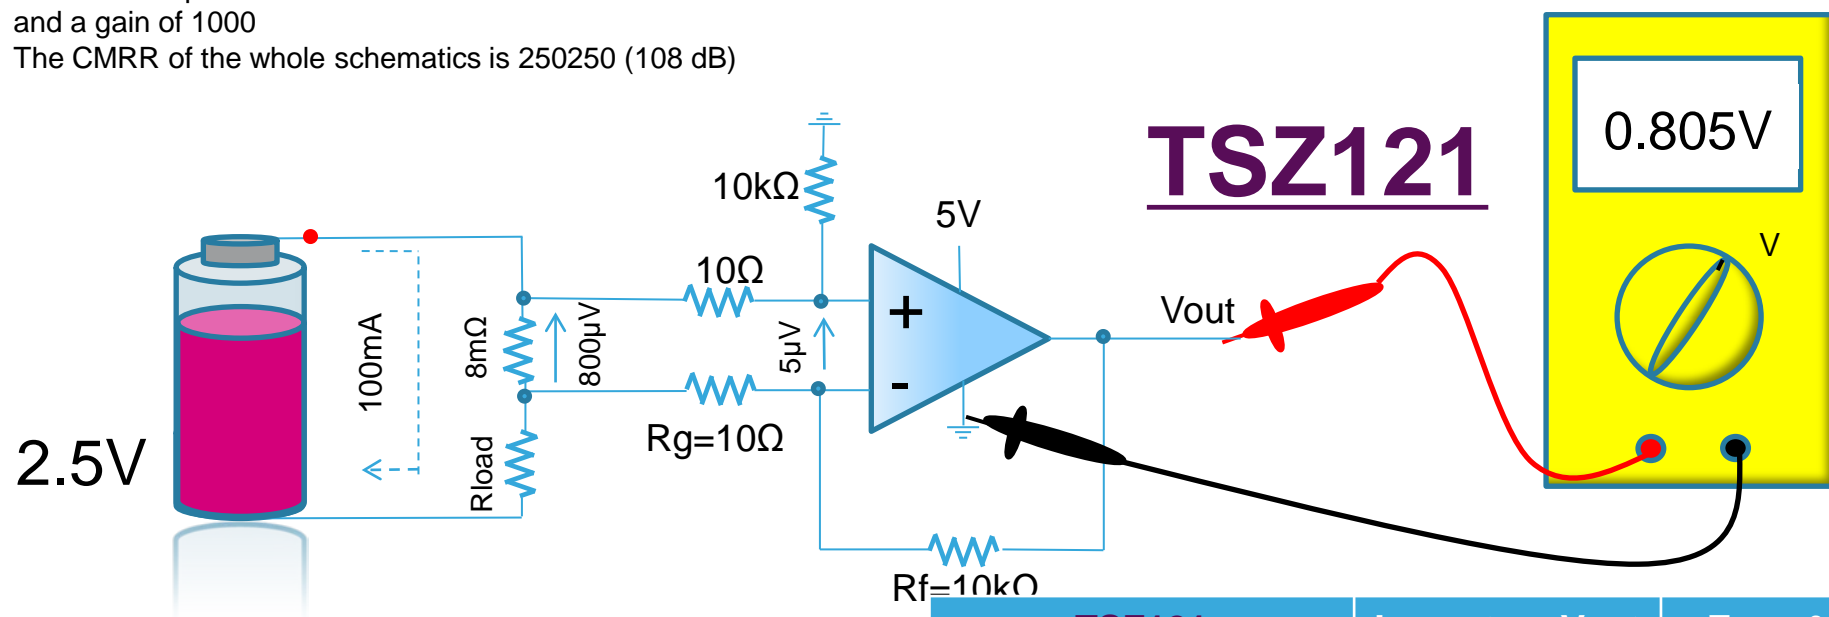 and a gain of 1000
The CMRR of the whole schematics is 250250 (108 dB)
TSZ121
0.805V
V
10kΩ
5V
10Ω
Vout
+
-
100mA
8mΩ
800µV
5µV
2.5V
Rload
Rg=10Ω
Rf=10kΩ